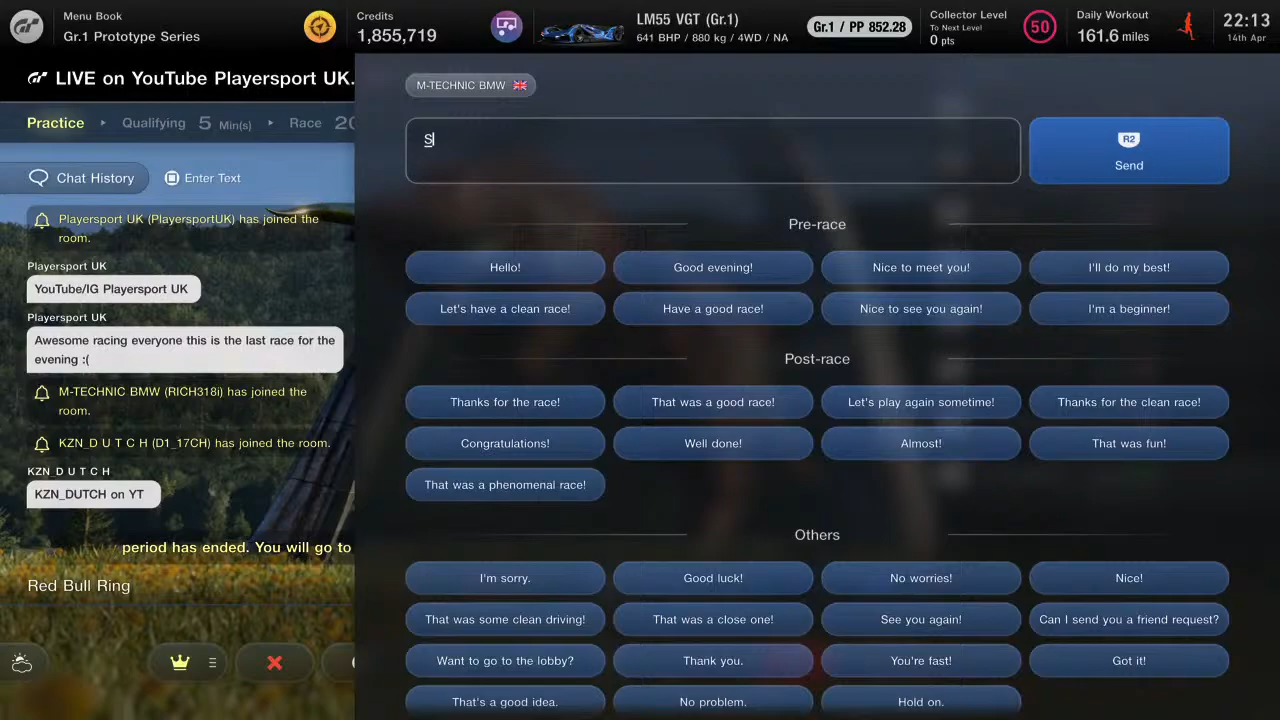 Menu Book
Gr.1 Prototype Series
Credits
1,855,719
LM55 VGT (Gr.1)
641 BHP / 880 kg / 4WD / NA
Gr.1 / PP 852.28
Collector Level
To Next Level
0 pts
50
Daily Workout
161.6 miles
22:13
14th Apr
LIVE on YouTube Playersport UK.
Practice
Qualifying 5 Min(s)
Race 20
Chat History
Enter Text
Playersport UK (PlayersportUK) has joined the
room.
Playersport UK
YouTube/IG Playersport UK
Playersport UK
Awesome racing everyone this is the last race for the
evening :(
M-TECHNIC BMW (RICH318i) has joined the
room.
KZN_D U T C H (D1_17CH) has joined the room.
KZN_D U T C H
KZN_DUTCH on YT
period has ended. You will go to
Red Bull Ring
M-TECHNIC BMW
S
R2
Send
Pre-race
Hello!
Good evening!
Nice to meet you!
I'll do my best!
Let's have a clean race!
Have a good race!
Nice to see you again!
I'm a beginner!
Post-race
Thanks for the race!
That was a good race!
Let's play again sometime!
Thanks for the clean race!
Congratulations!
Well done!
Almost!
That was fun!
That was a phenomenal race!
Others
I'm sorry.
Good luck!
No worries!
Nice!
That was some clean driving!
That was a close one!
See you again!
Can I send you a friend request?
Want to go to the lobby?
Thank you.
You're fast!
Got it!
That's a good idea.
No problem.
Hold on.